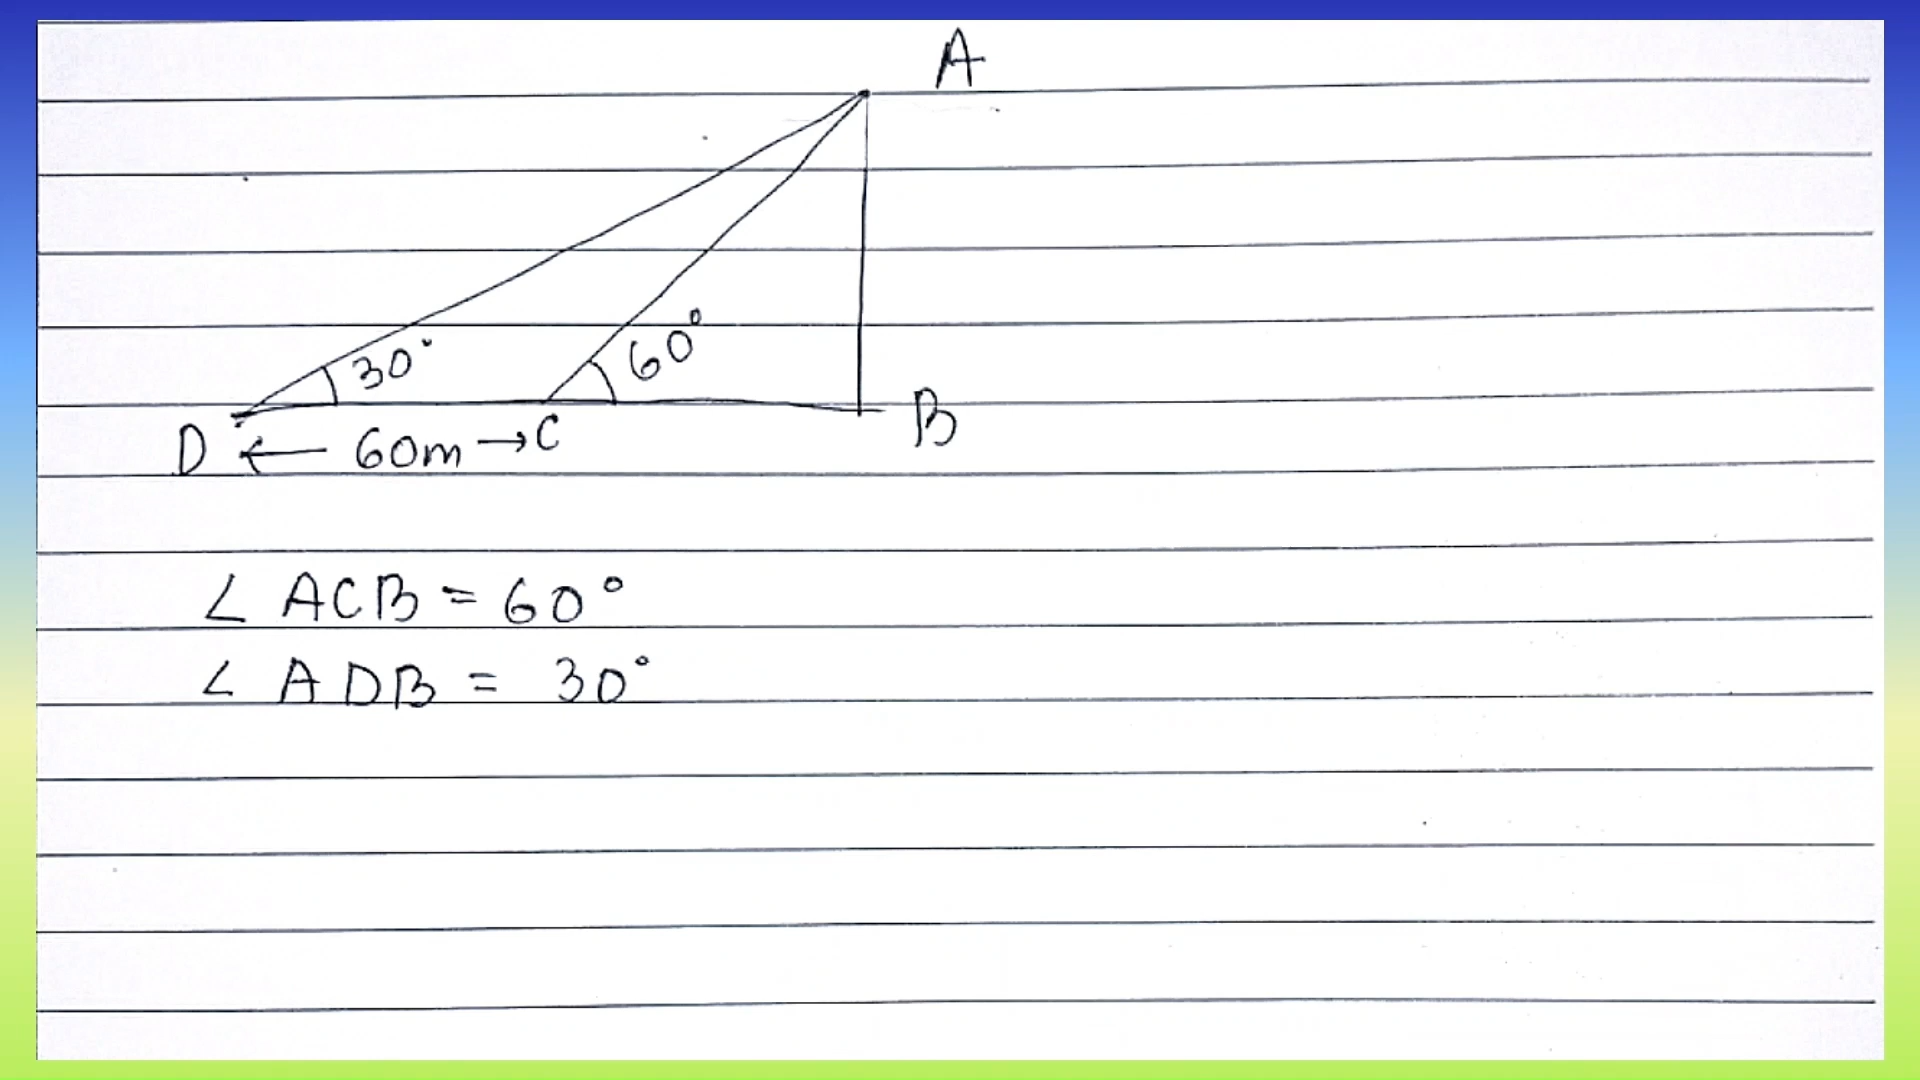 A
30°
60°
B
D ← 60m → C
∠ ACB = 60°
∠ ADB = 30°